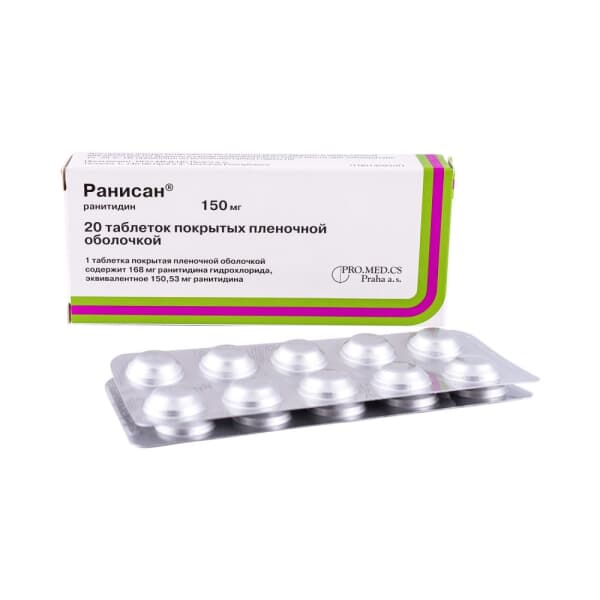 Ранисан®
ранитидин 150 мг
20 таблеток покрытых пленочной
оболочкой
1 таблетка покрытая пленочной оболочкой
содержит 168 мг ранитидина гидрохлорида,
эквивалентное 150,53 мг ранитидина
PRO.MED.CS
Praha a.s.